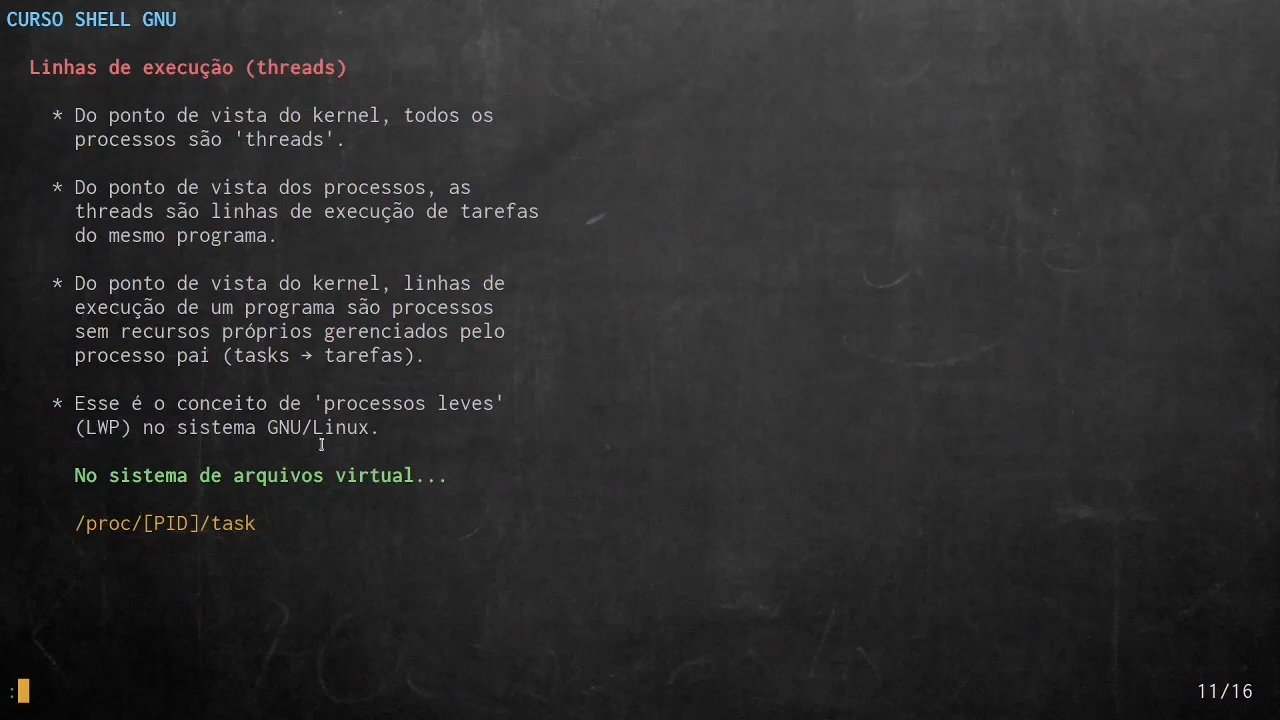 CURSO SHELL GNU
Linhas de execução (threads)
* Do ponto de vista do kernel, todos os
processos são 'threads'.
* Do ponto de vista dos processos, as
threads são linhas de execução de tarefas
do mesmo programa.
* Do ponto de vista do kernel, linhas de
execução de um programa são processos
sem recursos próprios gerenciados pelo
processo pai (tasks → tarefas).
* Esse é o conceito de 'processos leves'
(LWP) no sistema GNU/Linux.
No sistema de arquivos virtual...
/proc/[PID]/task
:
11/16